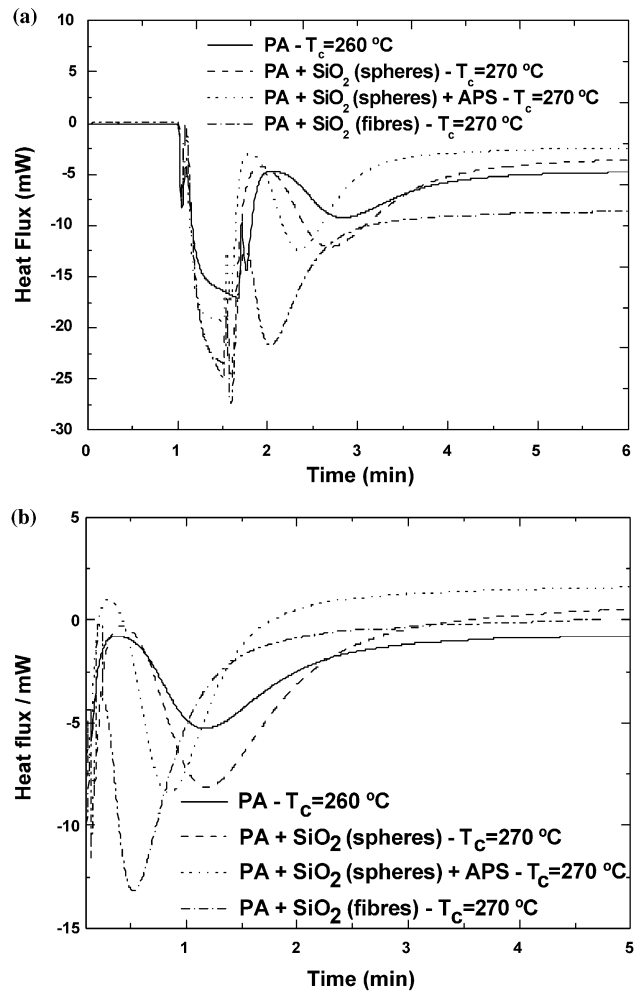 (a)
10
5
0
-5
-10
-15
-20
-25
-30
Heat Flux (mW)
PA - Tc=260 ºC
PA + SiO2 (spheres) - Tc=270 ºC
PA + SiO2 (spheres) + APS - Tc=270 ºC
PA + SiO2 (fibres) - Tc=270 ºC
0 1 2 3 4 5 6
Time (min)
(b)
5
0
-5
-10
-15
Heat flux / mW
PA - Tc=260 ºC
PA + SiO2 (spheres) - Tc=270 ºC
PA + SiO2 (spheres) + APS - Tc=270 ºC
PA + SiO2 (fibres) - Tc=270 ºC
1 2 3 4 5
Time (min)